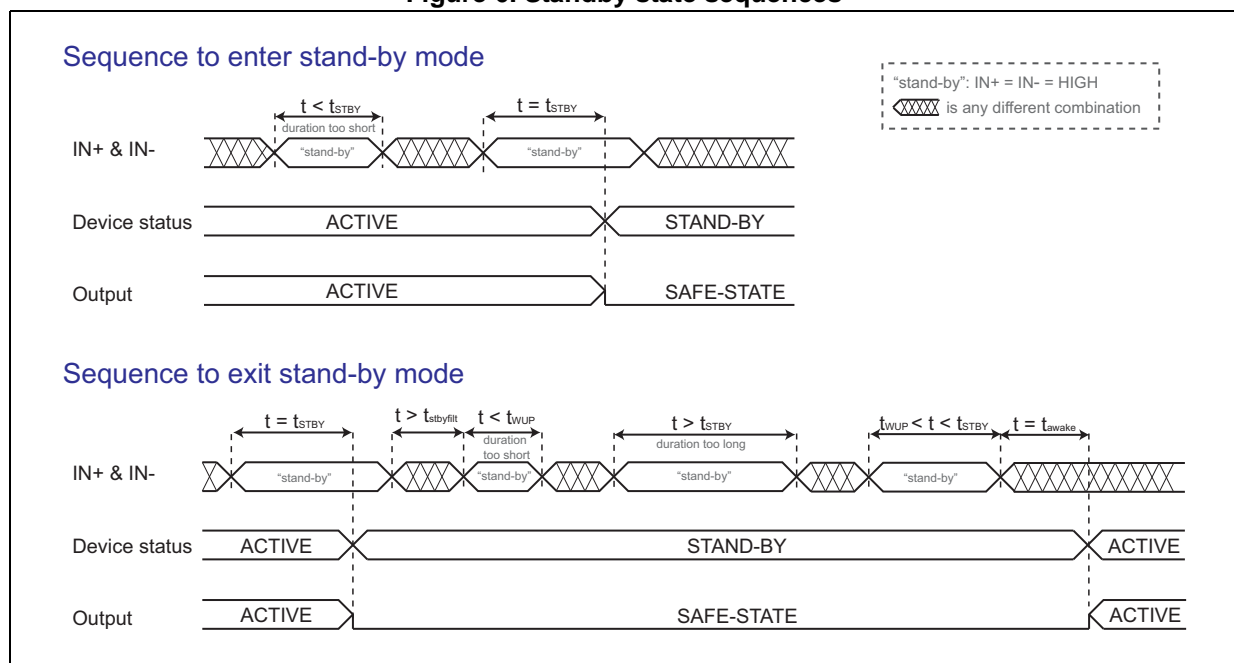 Figure 6. Standby state sequences
Sequence to enter stand-by mode
"stand-by": IN+ = IN- = HIGH
is any different combination
t < tSTBY
duration too short
t = tSTBY
IN+ & IN-
"stand-by"
"stand-by"
Device status
ACTIVE
STAND-BY
Output
ACTIVE
SAFE-STATE
Sequence to exit stand-by mode
t = tSTBY
t > tstbyfilt
t < tWUP
duration
too short
t > tSTBY
duration too long
tWUP < t < tSTBY
t = tawake
IN+ & IN-
"stand-by"
"stand-by"
"stand-by"
"stand-by"
Device status
ACTIVE
STAND-BY
ACTIVE
Output
ACTIVE
SAFE-STATE
ACTIVE